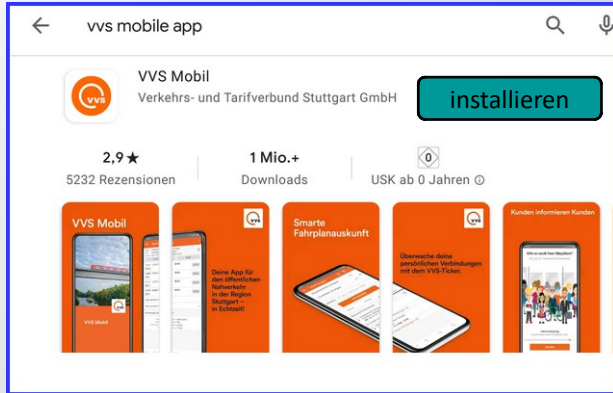 vvs mobile app
VVS Mobil
Verkehrs- und Tarifverbund Stuttgart GmbH
installieren
VVS
2,9★
5232 Rezensionen
1 Mio.+
Downloads
0
USK ab 0 Jahren
VVS Mobil
VVS Mobil
Deine App für
den öffentlichen
Nahverkehr
in der Region
Stuttgart –
in Echtzeit!
Smarte
Fahrplanauskunft
Überwache deine
persönlichen Verbindungen
mit dem VVS-Ticker.
Kunden informieren Kunden